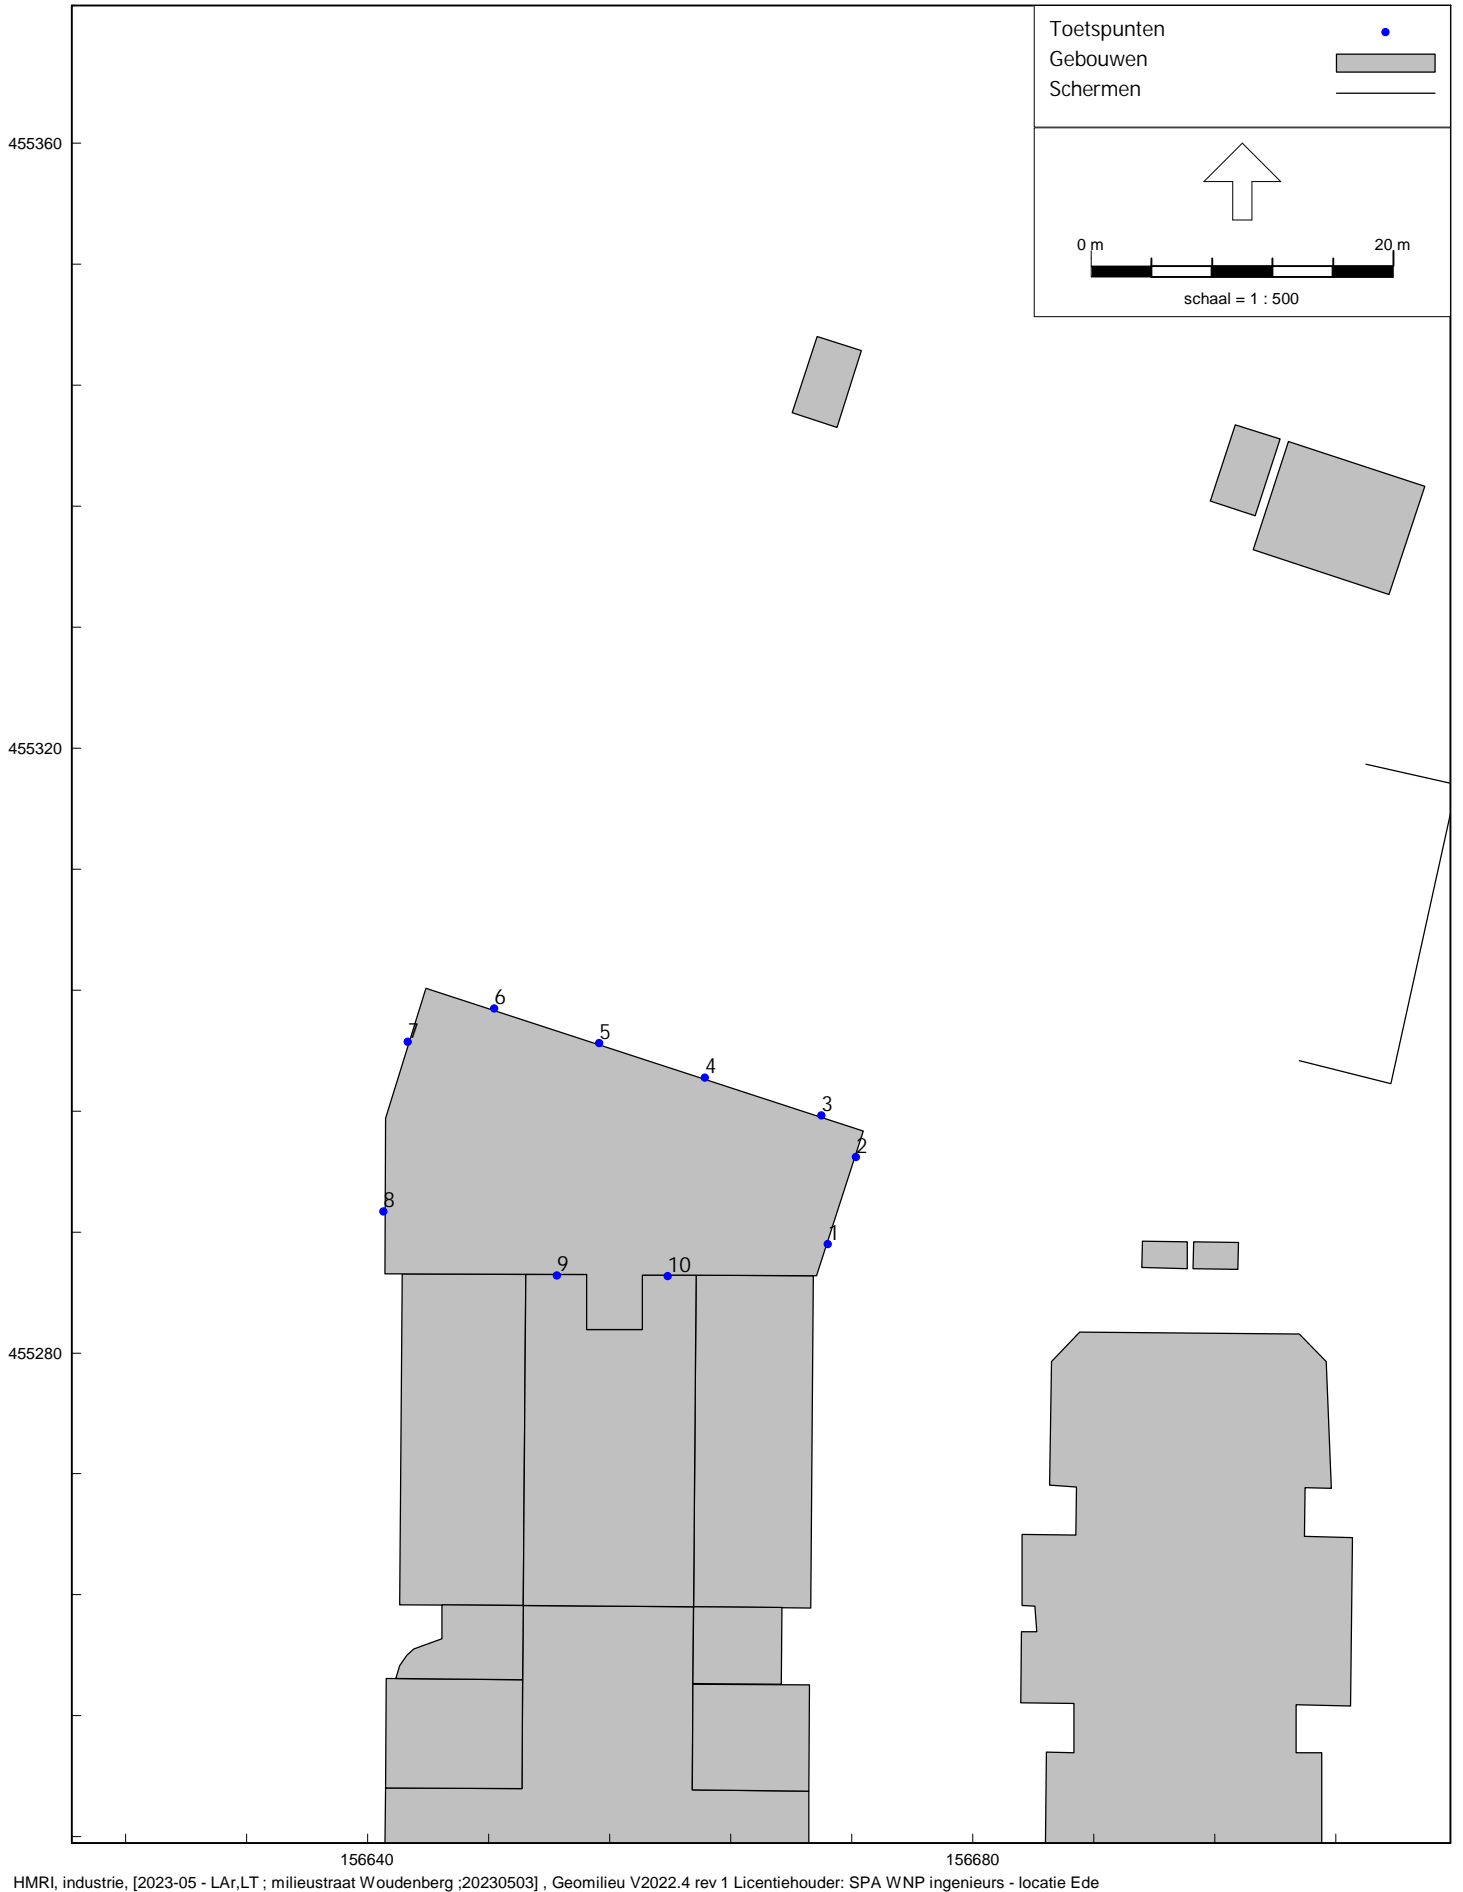 Toetspunten
Gebouwen
Schermen
455360
0 m 20 m
schaal = 1 : 500
455320
6
7
5
4
3
2
8
1
9
10
455280
156640 156680
HMRI, industrie, [2023-05 - LAr,LT ; milieustraat Woudenberg ;20230503] , Geomilieu V2022.4 rev 1 Licentiehouder: SPA WNP ingenieurs - locatie Ede